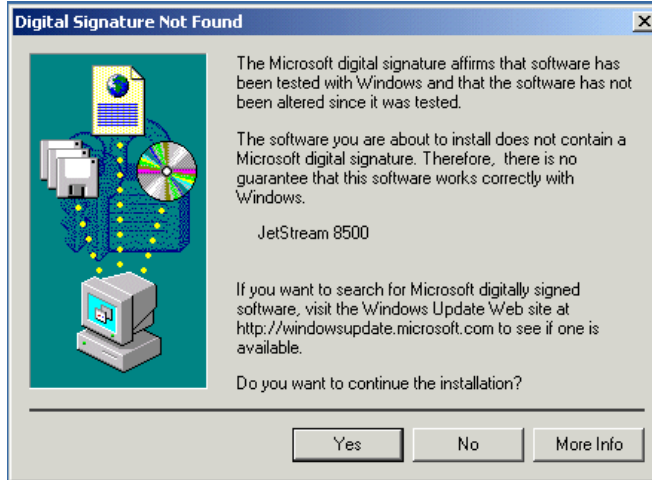 Digital Signature Not Found
The Microsoft digital signature affirms that software has
been tested with Windows and that the software has not
been altered since it was tested.
The software you are about to install does not contain a
Microsoft digital signature. Therefore, there is no
guarantee that this software works correctly with
Windows.
JetStream 8500
If you want to search for Microsoft digitally signed
software, visit the Windows Update Web site at
http://windowsupdate.microsoft.com to see if one is
available.
Do you want to continue the installation?
Yes
No
More Info